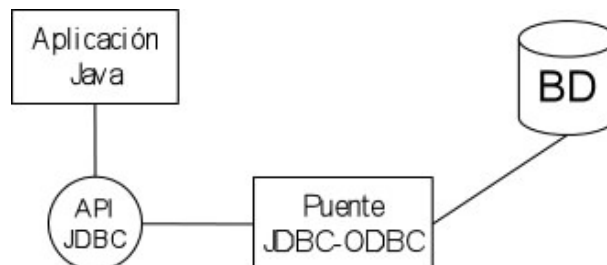 Aplicación
Java
BD
API
JDBC
Puente
JDBC-ODBC